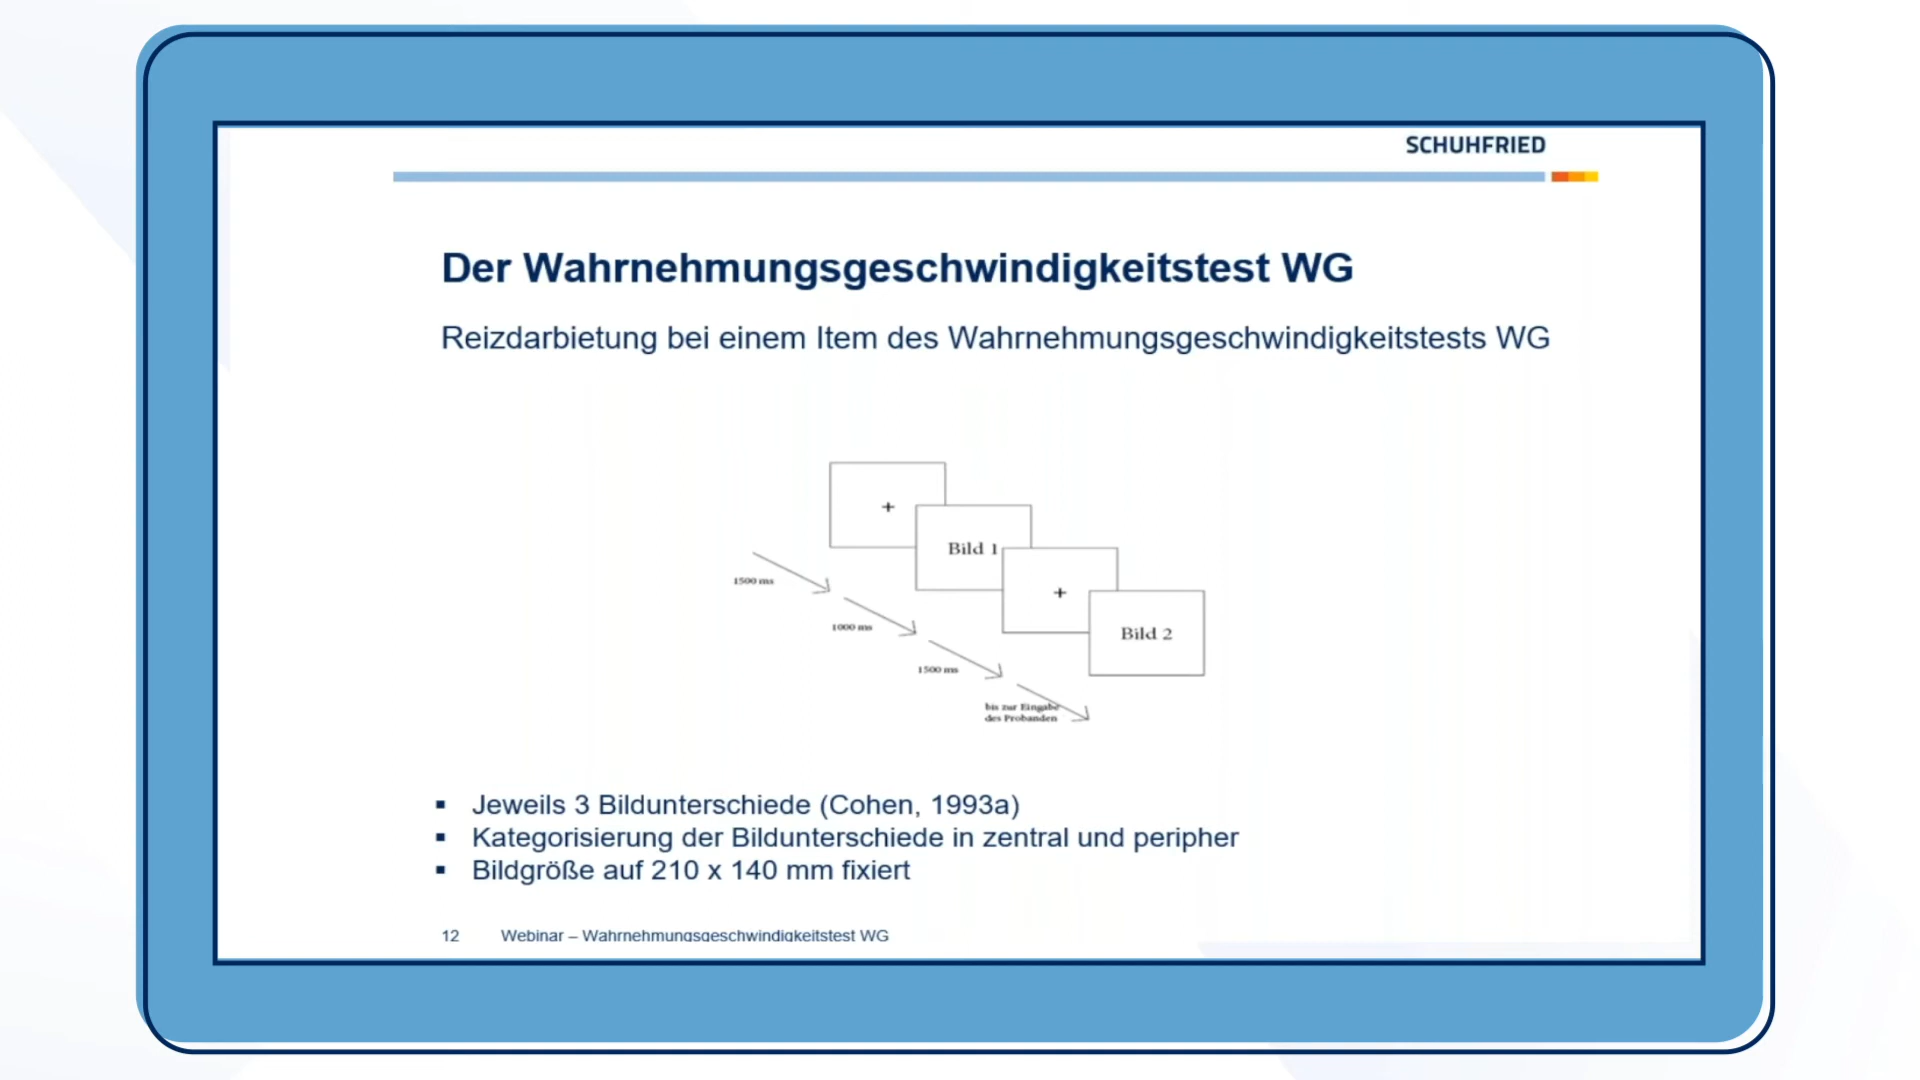 SCHUHFRIED
Der Wahrnehmungsgeschwindigkeitstest WG
Reizdarbietung bei einem Item des Wahrnehmungsgeschwindigkeitstests WG
+
Bild 1
+
Bild 2
1500 ms
1000 ms
1500 ms
bis zur Eingabe
des Probanden
▪ Jeweils 3 Bildunterschiede (Cohen, 1993a)
▪ Kategorisierung der Bildunterschiede in zentral und peripher
▪ Bildgröße auf 210 x 140 mm fixiert
12 Webinar – Wahrnehmungsgeschwindigkeitstest WG